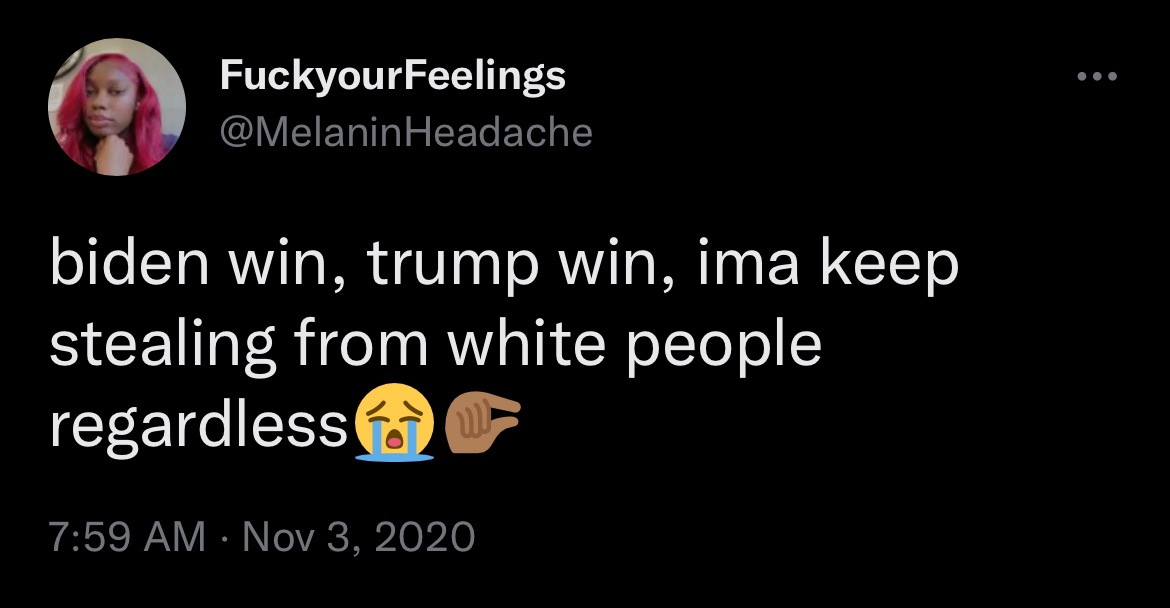 FuckyourFeelings
@MelaninHeadache
biden win, trump win, ima keep
stealing from white people
regardless😭🤏🏾
7:59 AM · Nov 3, 2020